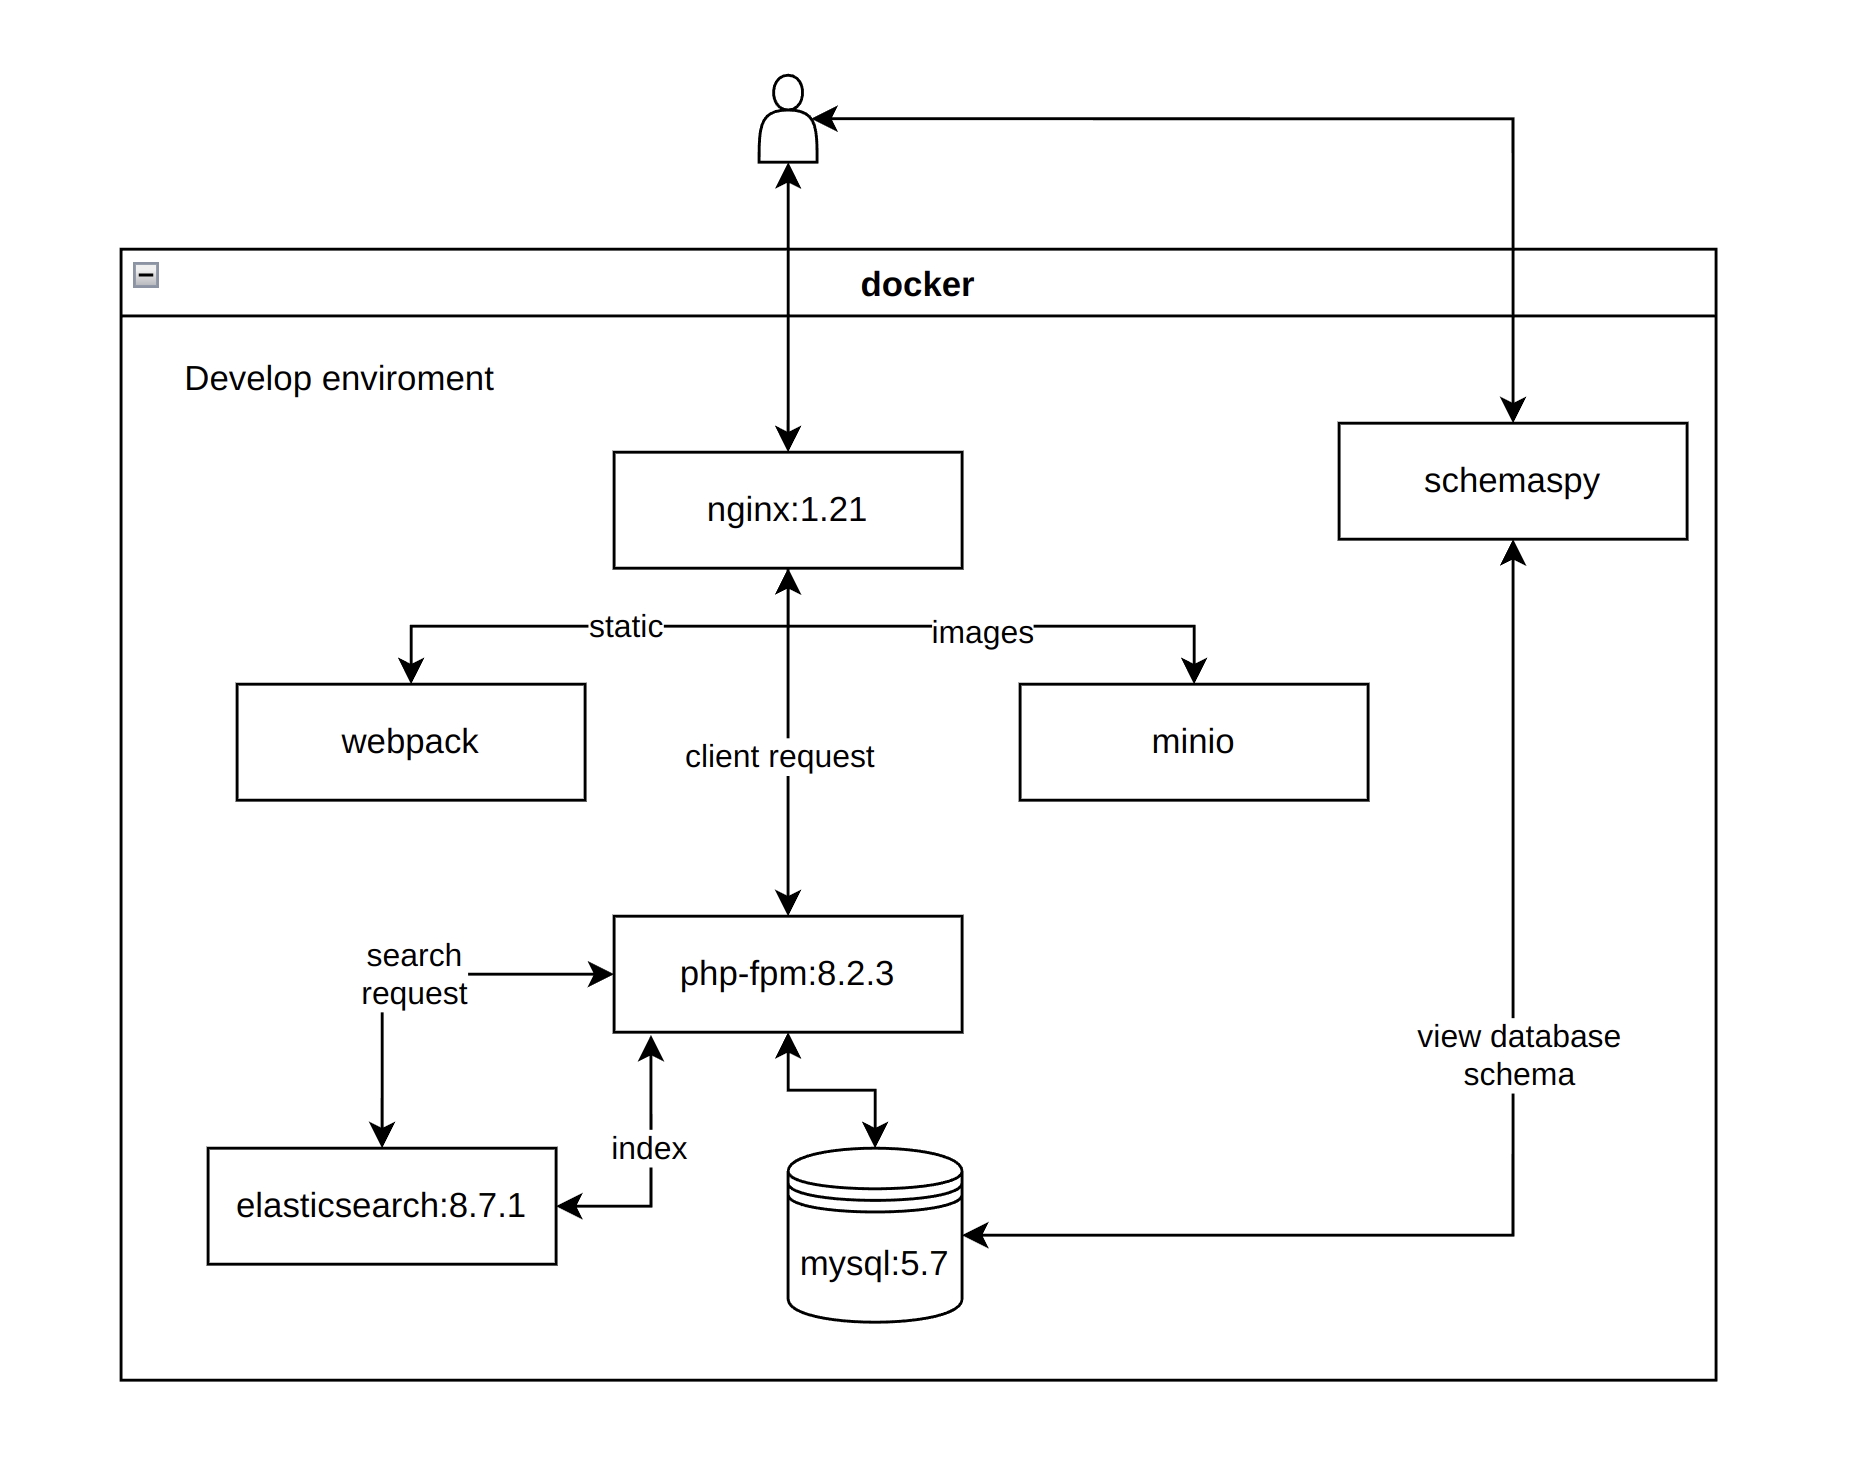 docker
Develop enviroment
nginx:1.21
schemaspy
static
images
webpack
minio
client request
search
request
php-fpm:8.2.3
view database
schema
index
elasticsearch:8.7.1
mysql:5.7